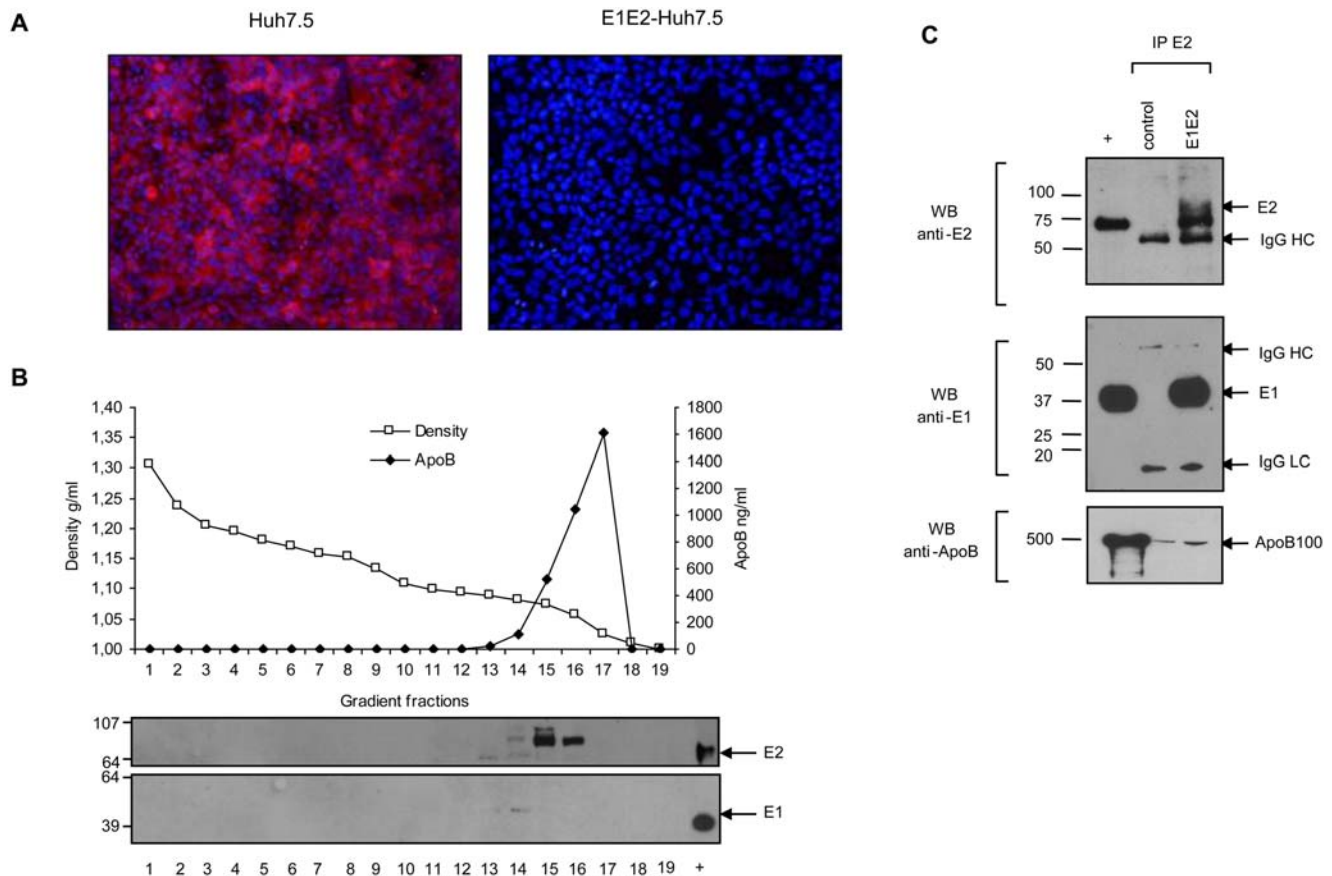 A
Huh7.5
E1E2-Huh7.5
B
Density g/ml
1,40
1,35
1,30
1,25
1,20
1,15
1,10
1,05
1,00
Density
ApoB
1800
1600
1400
1200
1000
800
600
400
200
0
ApoB ng/ml
1 2 3 4 5 6 7 8 9 10 11 12 13 14 15 16 17 18 19
Gradient fractions
107
64
E2
64
39
E1
1 2 3 4 5 6 7 8 9 10 11 12 13 14 15 16 17 18 19 +
C
IP E2
+ control E1E2
WB
anti-E2
100
75
50
E2
IgG HC
WB
anti-E1
50
37
25
20
IgG HC
E1
IgG LC
WB
anti-ApoB
500
ApoB100